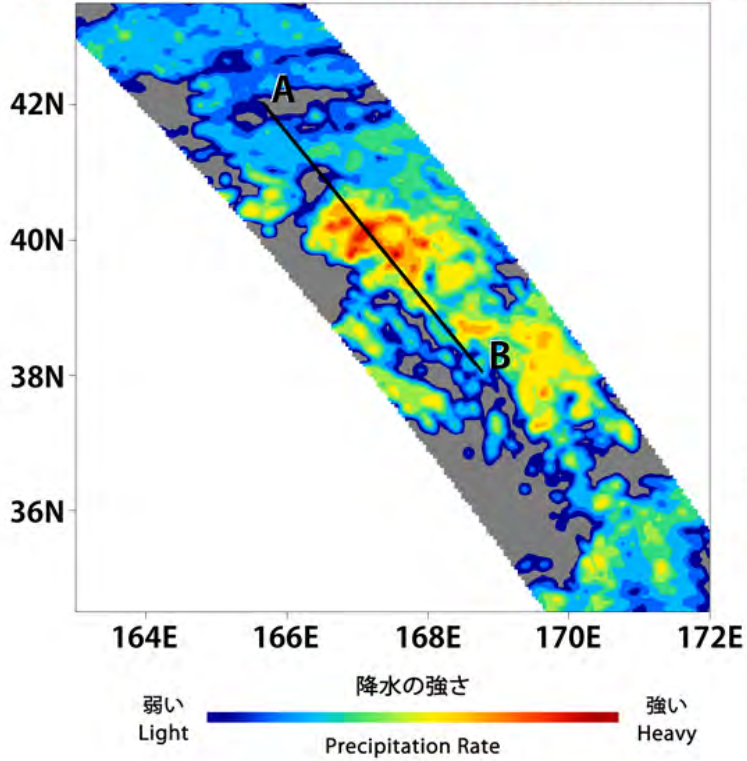 A
42N
40N
B
38N
36N
164E 166E 168E 170E 172E
降水の強さ
弱い 強い
Light Heavy
Precipitation Rate